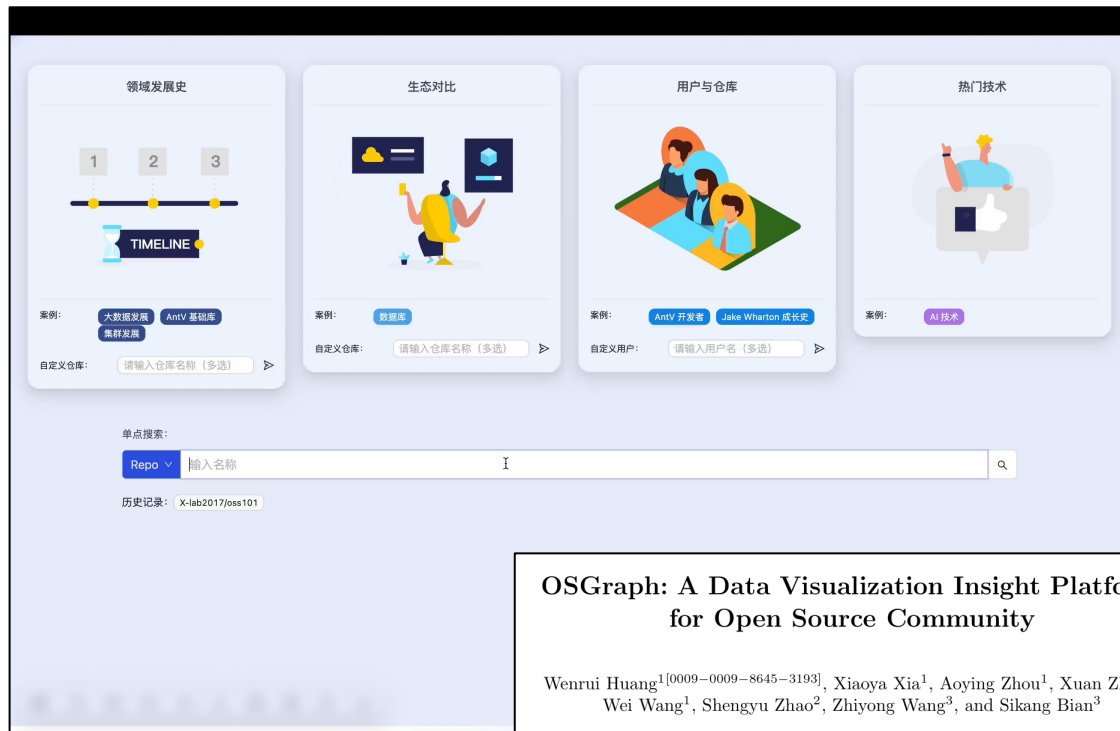 领域发展史
1 2 3
TIMELINE
案例: 大数据发展 AntV 基础库
集群发展
自定义仓库: 请输入仓库名称（多选）
生态对比
案例: 数据库
自定义仓库: 请输入仓库名称（多选）
用户与仓库
案例: AntV 开发者 Jake Wharton 成长史
自定义用户: 请输入用户名（多选）
热门技术
案例: AI 技术
单点搜索:
Repo 输入名称
历史记录: X-lab2017/oss101
OSGraph: A Data Visualization Insight
for Open Source Community
Wenrui Huang1[0009−0009−8645−3193], Xiaoya Xia1, Aoying Zhou1, Xuan
Wei Wang1, Shengyu Zhao2, Zhiyong Wang3, and Sikang Bian3